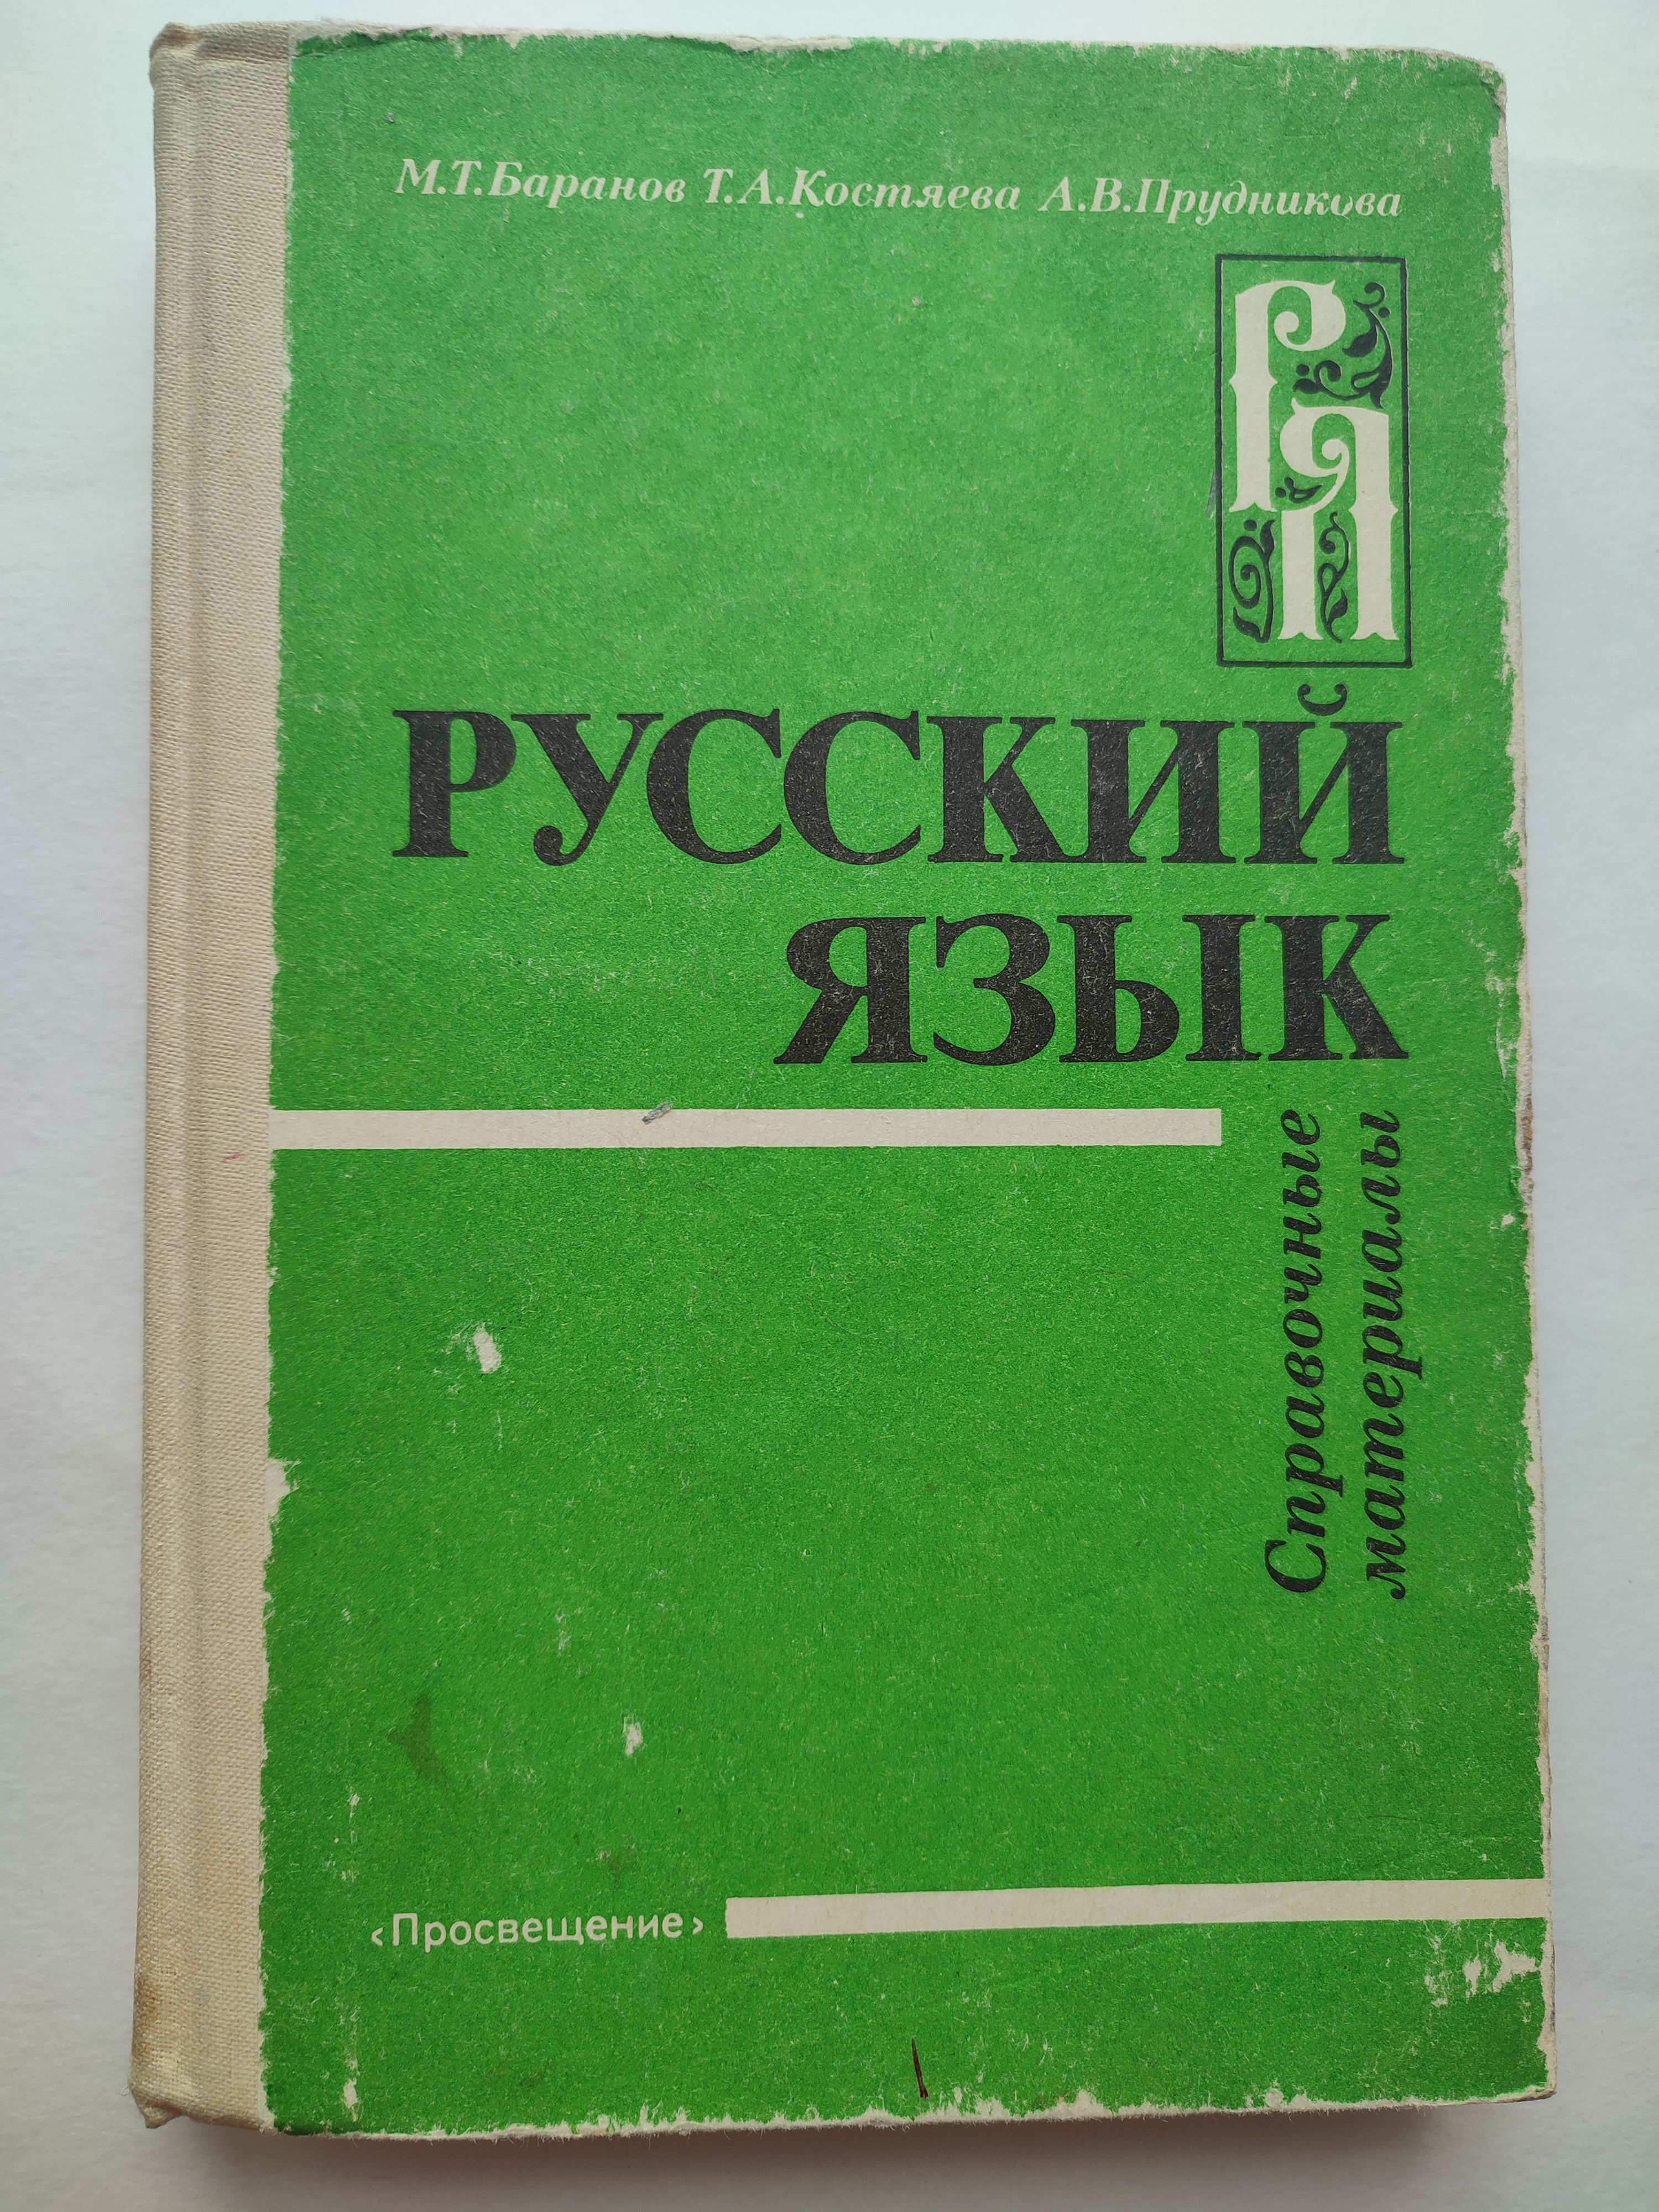 М.Т.Баранов Т.А.Костяева А.В.Прудникова
РЯ
РУССКИЙ
ЯЗЫК
Справочные
материалы
‹Просвещение›